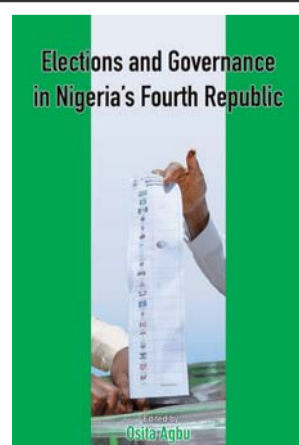 Elections and Governance
in Nigeria's Fourth Republic
Edited by
Osita Agbu